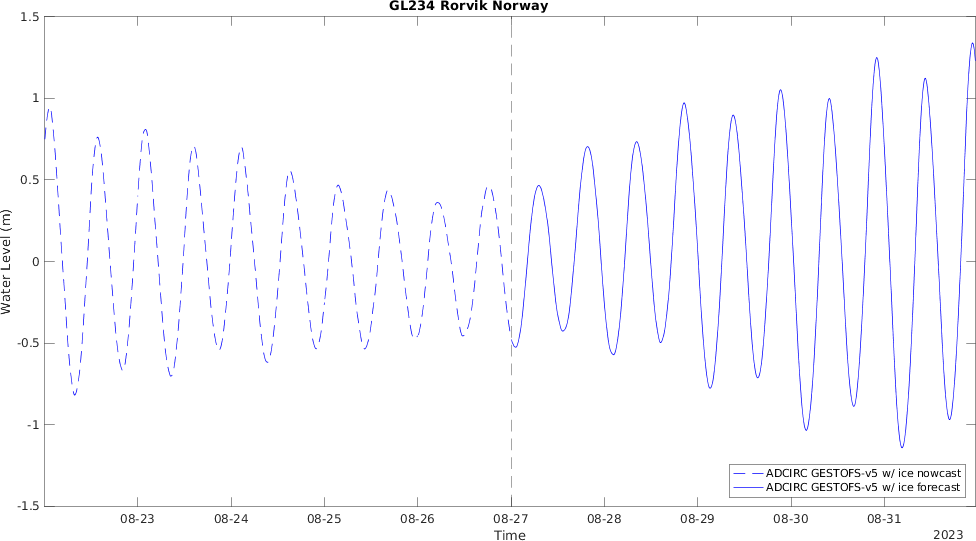 GL234 Rorvik Norway
1.5
1
0.5
0
-0.5
-1
-1.5
Water Level (m)
08-23 08-24 08-25 08-26 08-27 08-28 08-29 08-30 08-31
Time
2023
ADCIRC GESTOFS-v5 w/ ice nowcast
ADCIRC GESTOFS-v5 w/ ice forecast